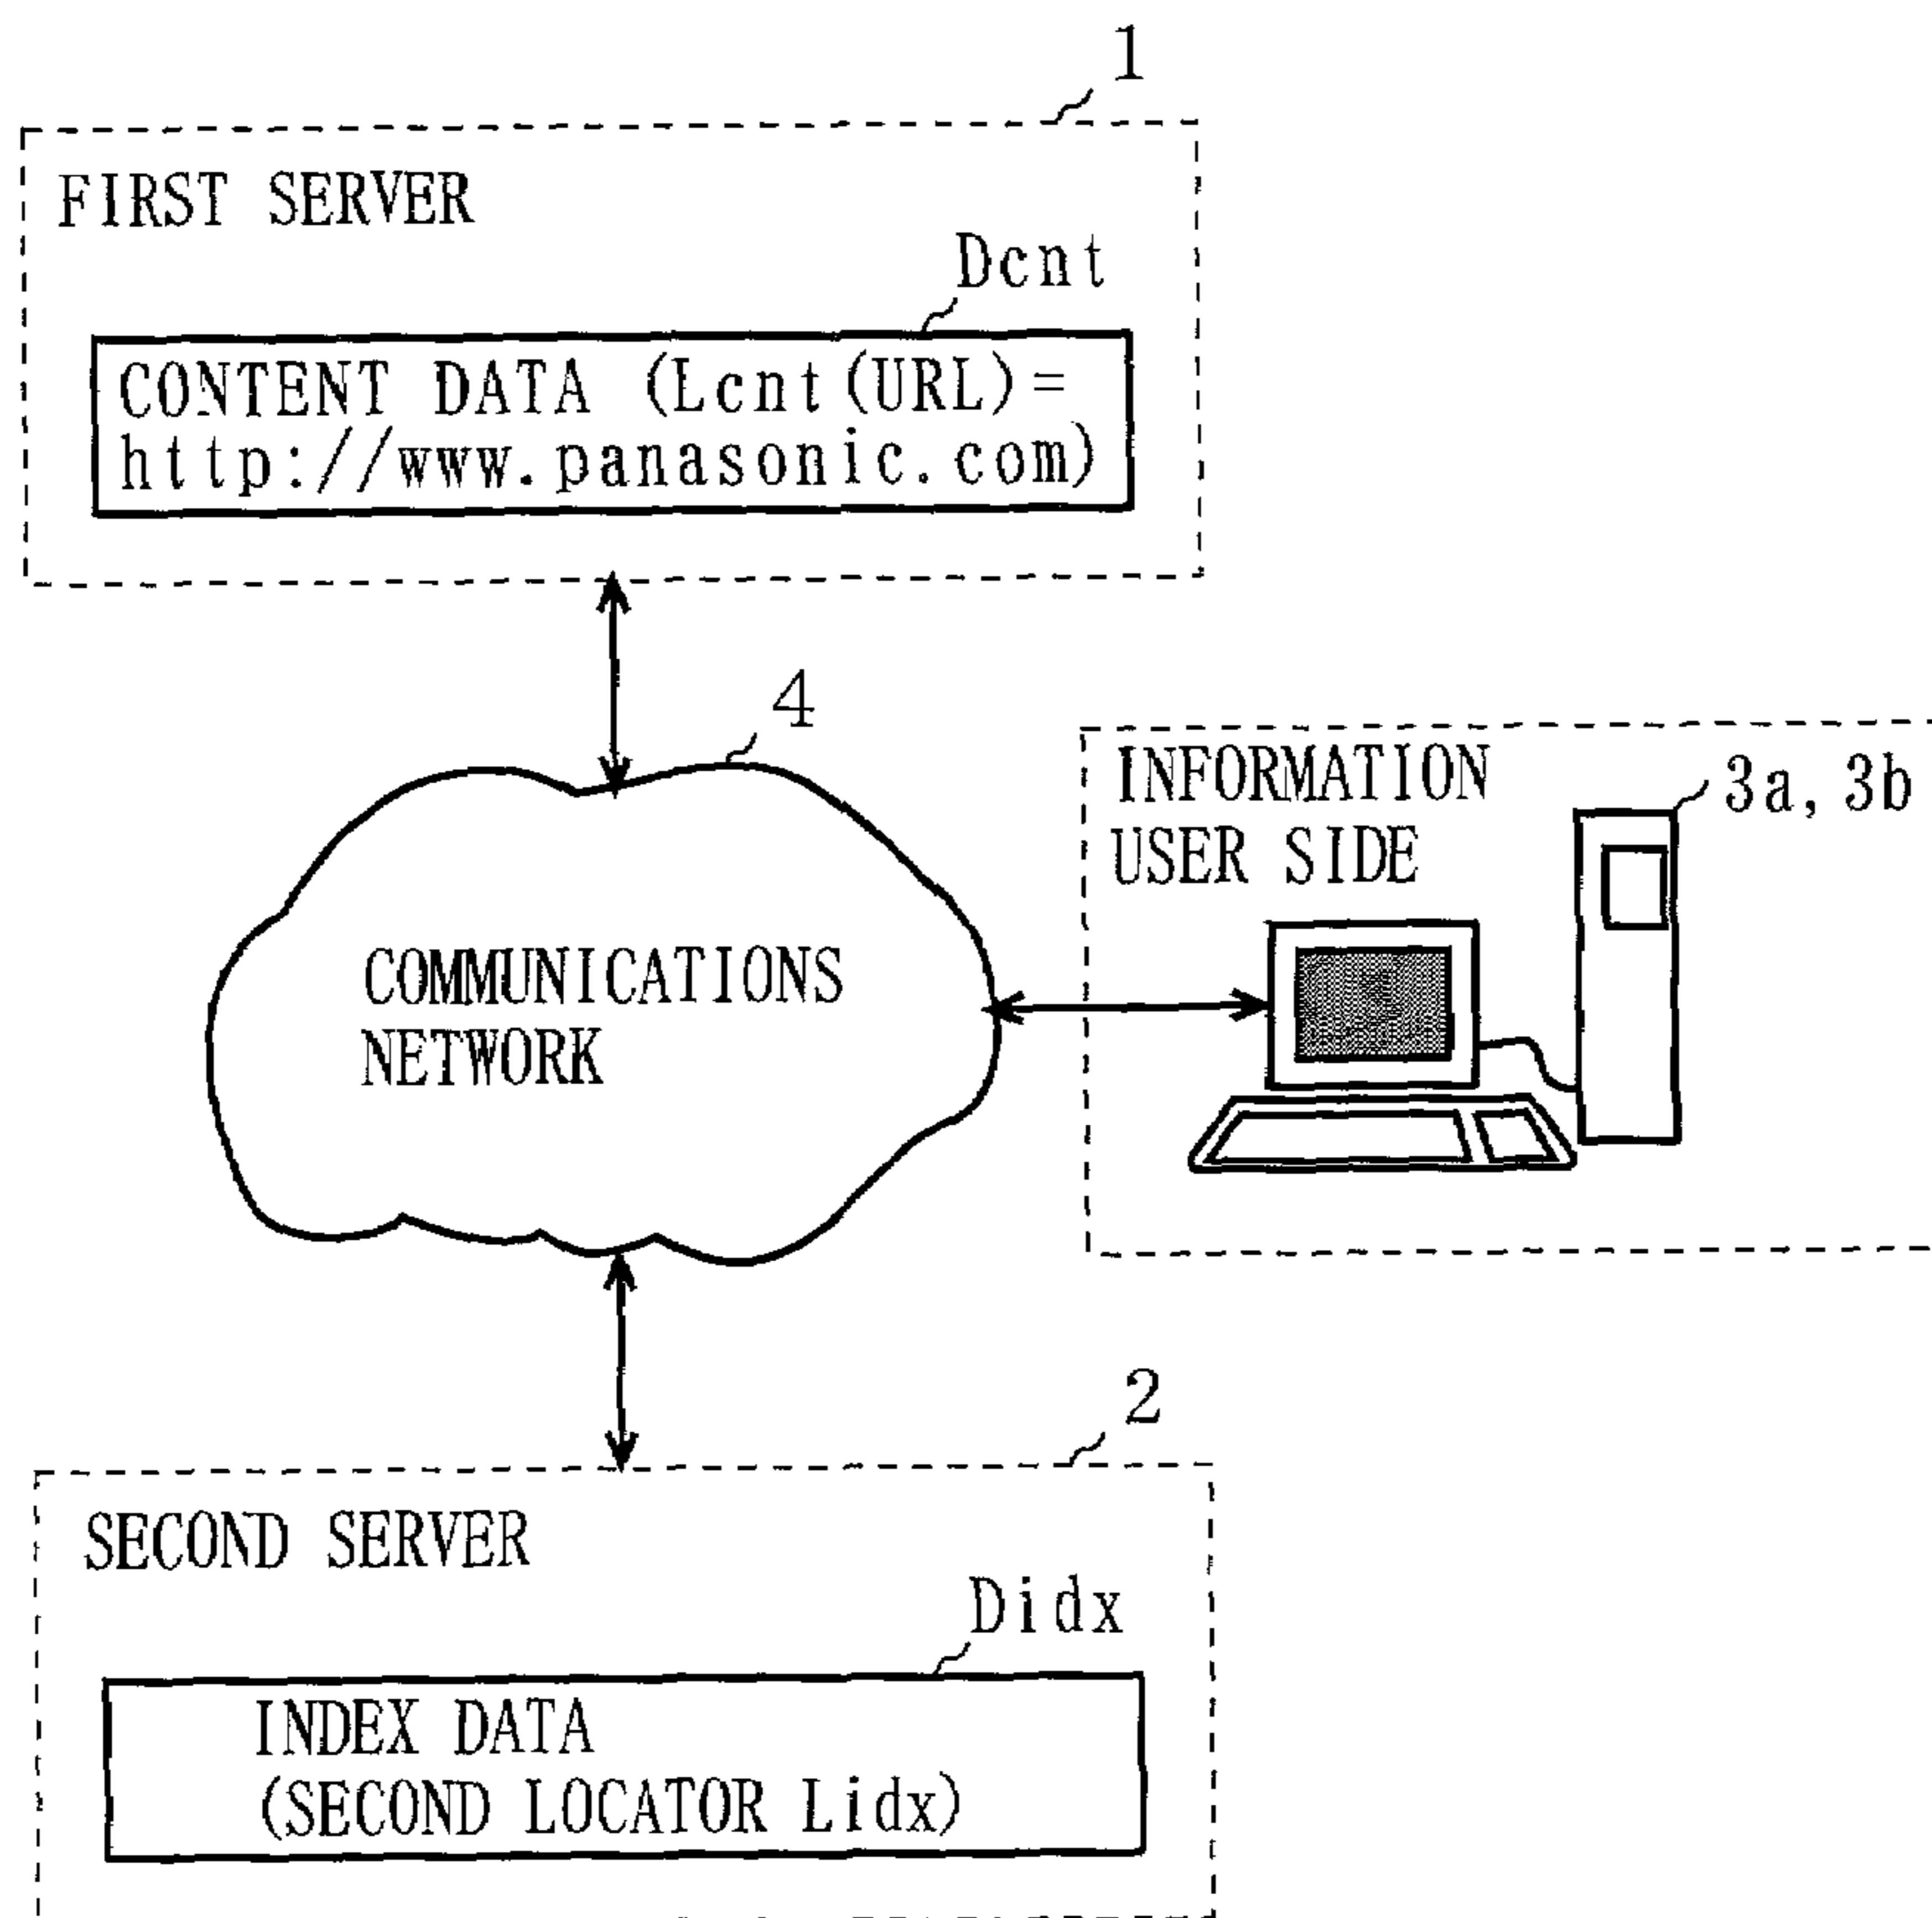 1
FIRST SERVER
Dcnt
CONTENT DATA (Lcnt(URL)=
http://www.panasonic.com)
4
INFORMATION
USER SIDE
3a, 3b
COMMUNICATIONS
NETWORK
2
SECOND SERVER
Didx
INDEX DATA
(SECOND LOCATOR Lidx)